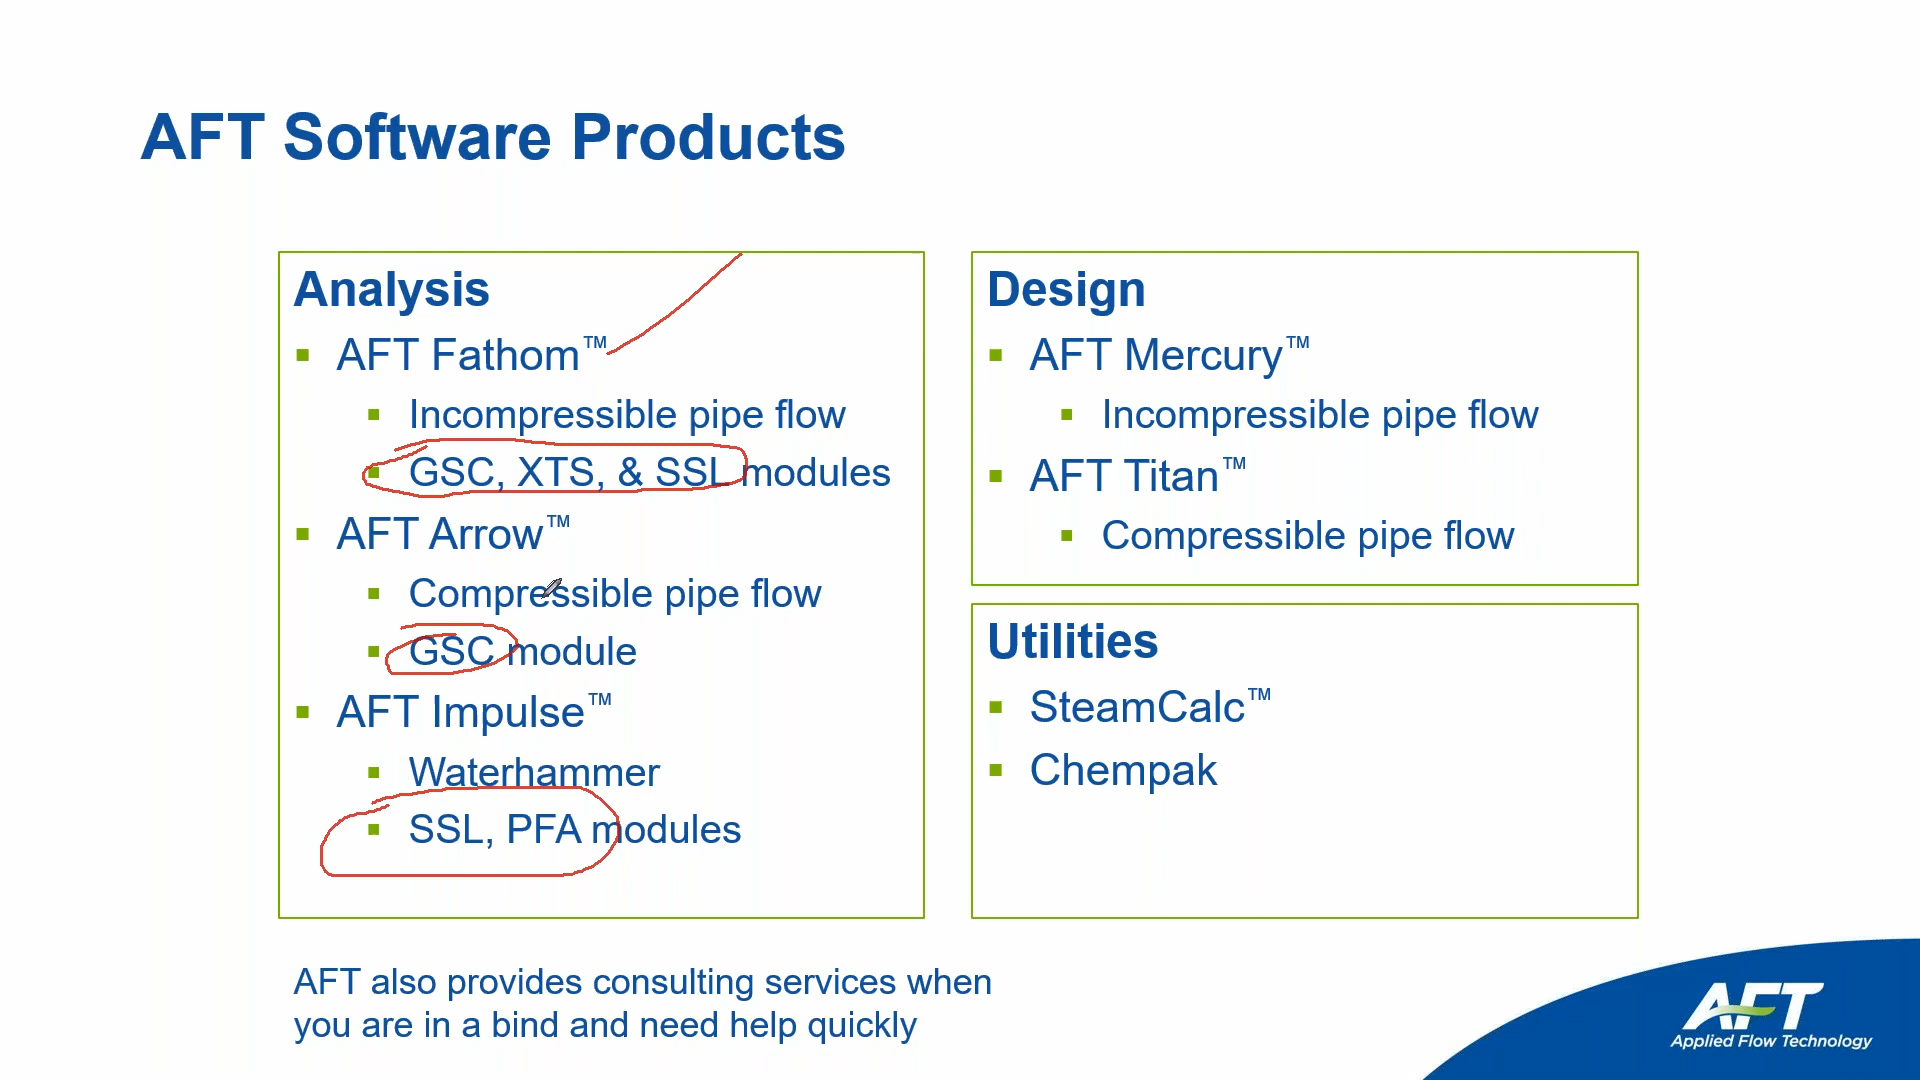 AFT Software Products
Analysis
AFT Fathom™
Incompressible pipe flow
GSC, XTS, & SSL modules
AFT Arrow™
Compressible pipe flow
GSC module
AFT Impulse™
Waterhammer
SSL, PFA modules
Design
AFT Mercury™
Incompressible pipe flow
AFT Titan™
Compressible pipe flow
Utilities
SteamCalc™
Chempak
AFT also provides consulting services when
you are in a bind and need help quickly
AFT
Applied Flow Technology